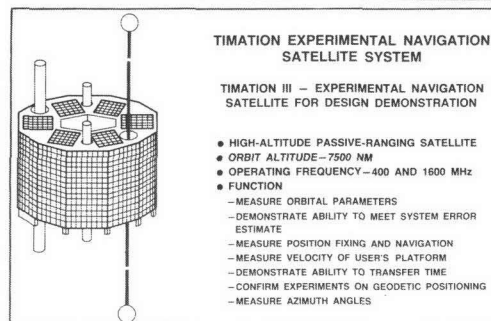 TIMATION EXPERIMENTAL NAVIGATION
SATELLITE SYSTEM
TIMATION III – EXPERIMENTAL NAVIGATION
SATELLITE FOR DESIGN DEMONSTRATION
• HIGH-ALTITUDE PASSIVE-RANGING SATELLITE
• ORBIT ALTITUDE–7500 NM
• OPERATING FREQUENCY–400 AND 1600 MHz
• FUNCTION
–MEASURE ORBITAL PARAMETERS
–DEMONSTRATE ABILITY TO MEET SYSTEM ERROR
ESTIMATE
–MEASURE POSITION FIXING AND NAVIGATION
–MEASURE VELOCITY OF USER'S PLATFORM
–DEMONSTRATE ABILITY TO TRANSFER TIME
–CONFIRM EXPERIMENTS ON GEODETIC POSITIONING
–MEASURE AZIMUTH ANGLES